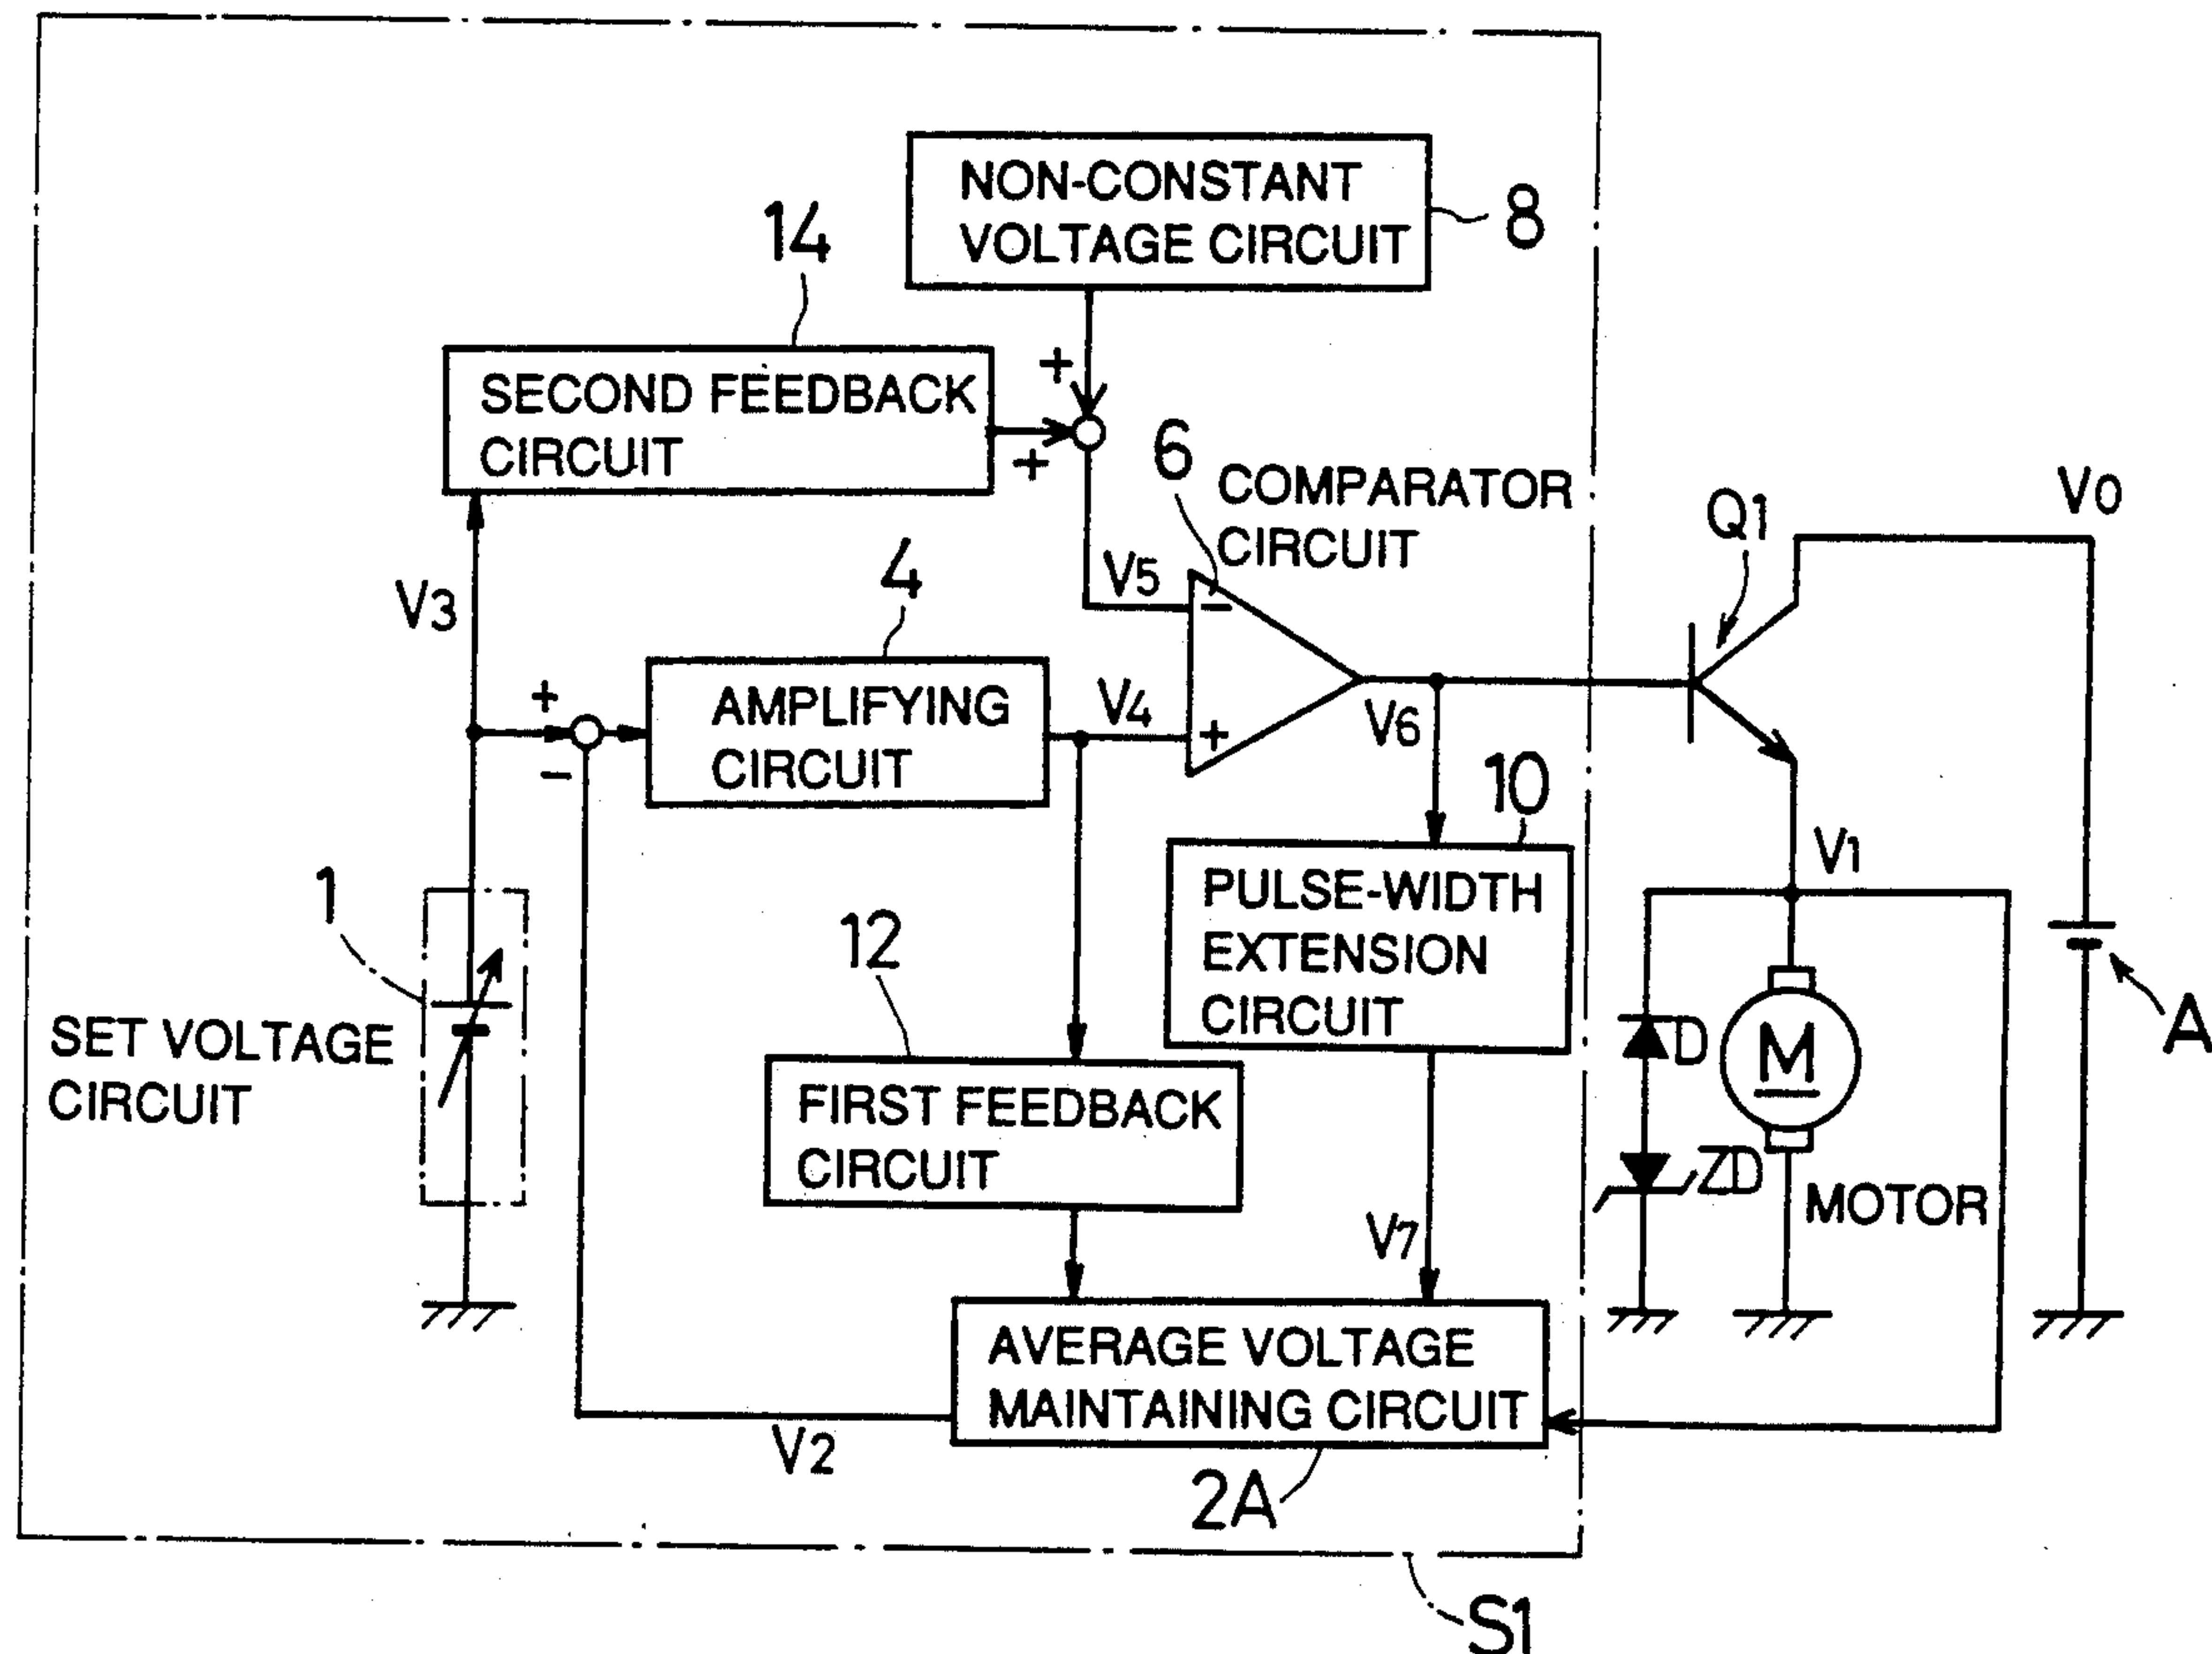 NON-CONSTANT
VOLTAGE CIRCUIT
8
14
SECOND FEEDBACK
CIRCUIT
+
+
6
COMPARATOR
CIRCUIT
V0
Q1
V3
4
V5
−
AMPLIFYING
CIRCUIT
+
−
V4
+
V6
10
V1
1
SET VOLTAGE
CIRCUIT
12
PULSE-WIDTH
EXTENSION
CIRCUIT
D
M
A
FIRST FEEDBACK
CIRCUIT
ZD
MOTOR
V7
AVERAGE VOLTAGE
MAINTAINING CIRCUIT
V2
2A
S1